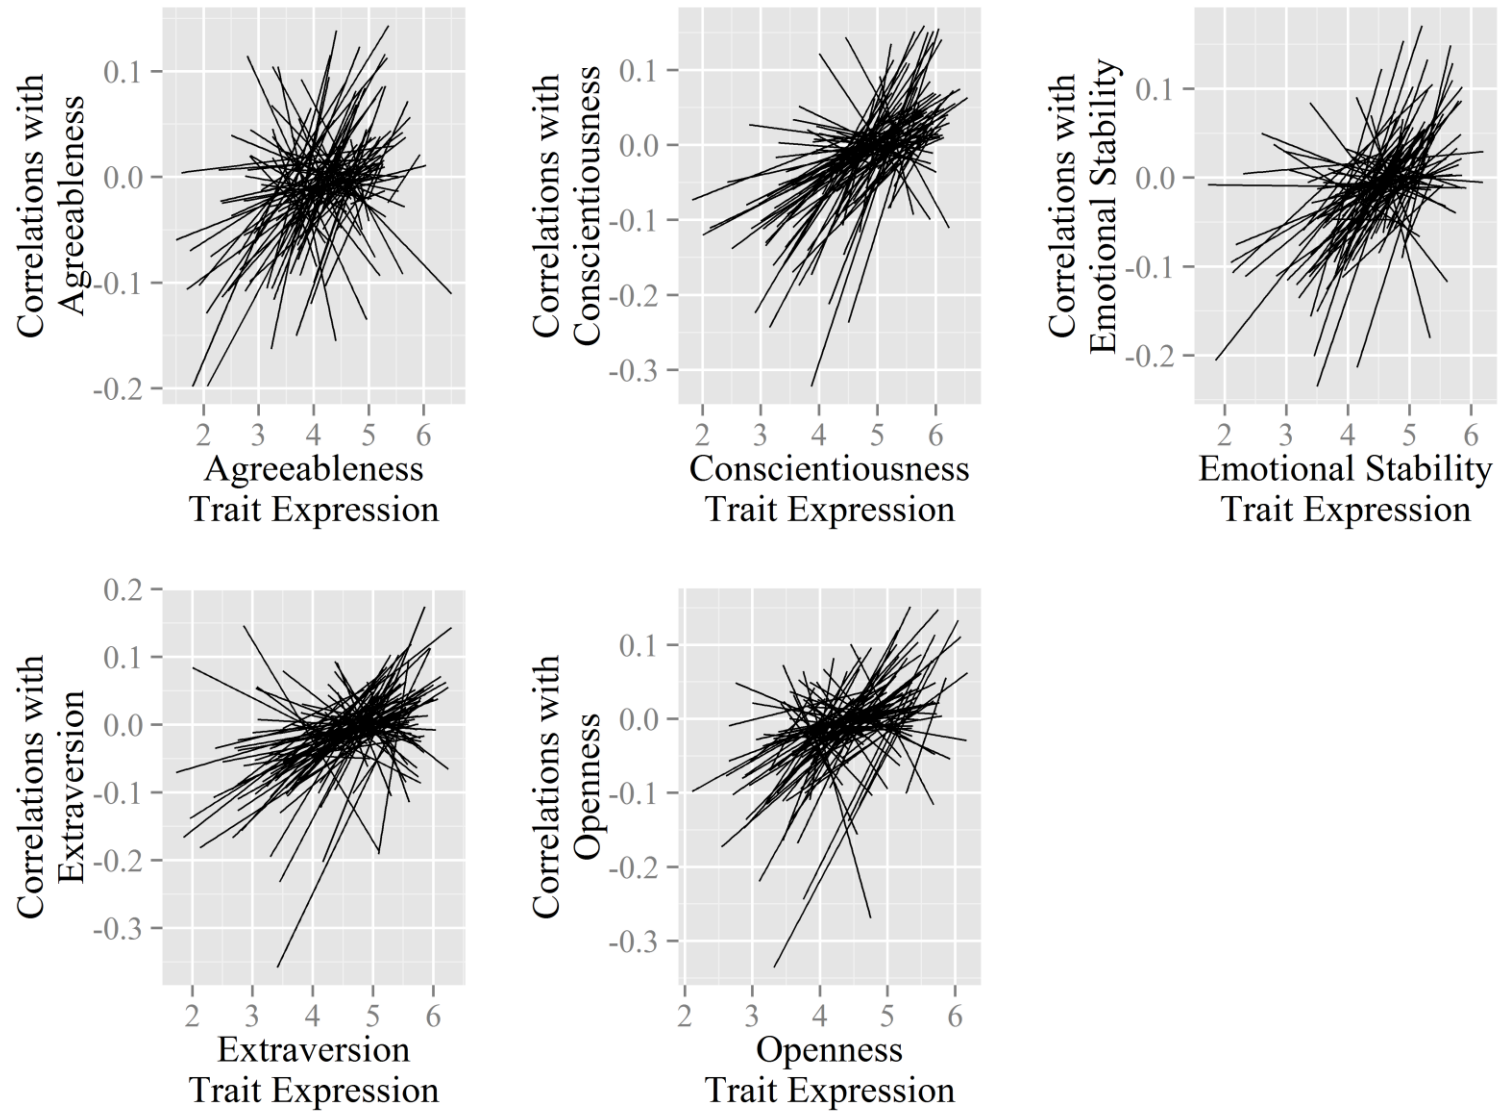 Correlations with
Agreeableness
0.1
0.0
-0.1
-0.2
2 3 4 5 6
Agreeableness
Trait Expression
Correlations with
Conscientiousness
0.1
0.0
-0.1
-0.2
-0.3
2 3 4 5 6
Conscientiousness
Trait Expression
Correlations with
Emotional Stability
0.1
0.0
-0.1
-0.2
2 3 4 5 6
Emotional Stability
Trait Expression
Correlations with
Extraversion
0.2
0.1
0.0
-0.1
-0.2
-0.3
2 3 4 5 6
Extraversion
Trait Expression
Correlations with
Openness
0.1
0.0
-0.1
-0.2
-0.3
2 3 4 5 6
Openness
Trait Expression